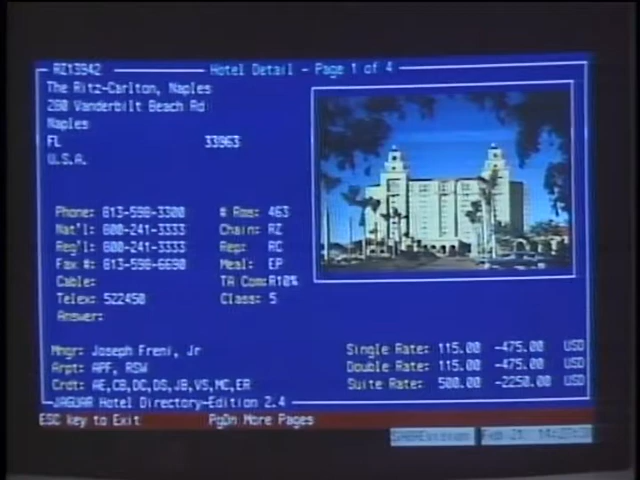 RZ13942 Hotel Detail - Page 1 of 4
The Ritz-Carlton, Naples
280 Vanderbilt Beach Rd
Naples
FL 33963
U.S.A.
Phone: 813-598-3300 # Rms: 463
Nat'l: 800-241-3333 Chain: RZ
Reg'l: 800-241-3333 Rep: RC
Fax #: 813-598-6690 Meal: EP
Cable: TA Com:R10%
Telex: 522450 Class: 5
Answer:
Mngr: Joseph Freni, Jr Single Rate: 115.00 -475.00 USD
Arpt: APF, RSW Double Rate: 115.00 -475.00 USD
Crdt: AE,CB,DC,DS,JB,VS,MC,ER Suite Rate: 500.00 -2250.00 USD
JAGUAR Hotel Directory-Edition 2.4
ESC key to Exit PgDn More Pages